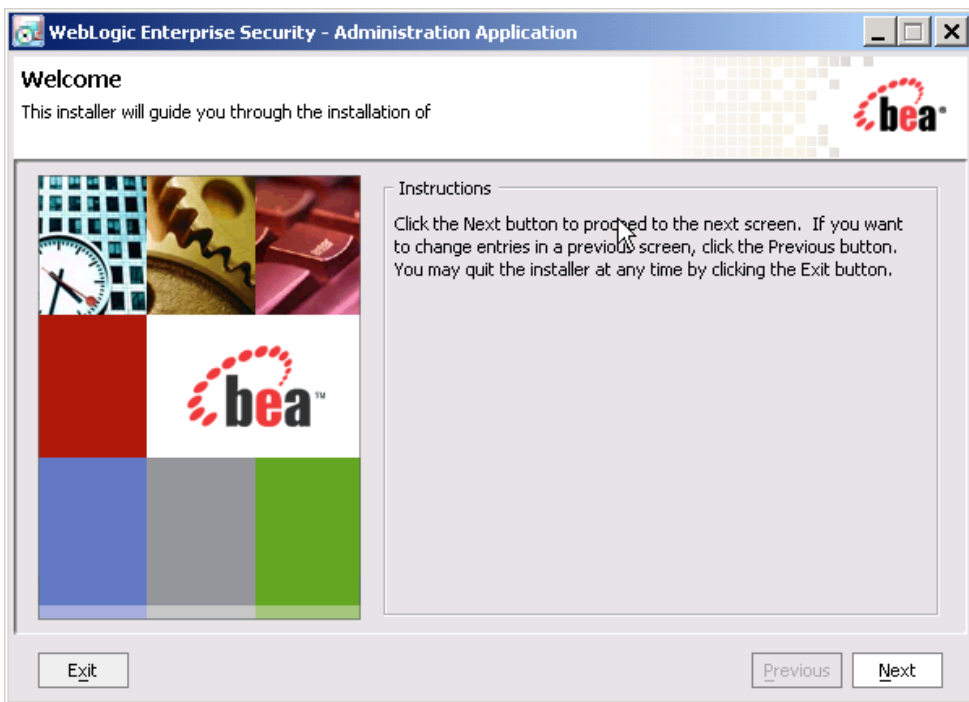 WebLogic Enterprise Security - Administration Application
Welcome
This installer will guide you through the installation of
bea
Instructions
Click the Next button to proceed to the next screen. If you want
to change entries in a previous screen, click the Previous button.
You may quit the installer at any time by clicking the Exit button.
enter
bea™
Exit
Previous
Next